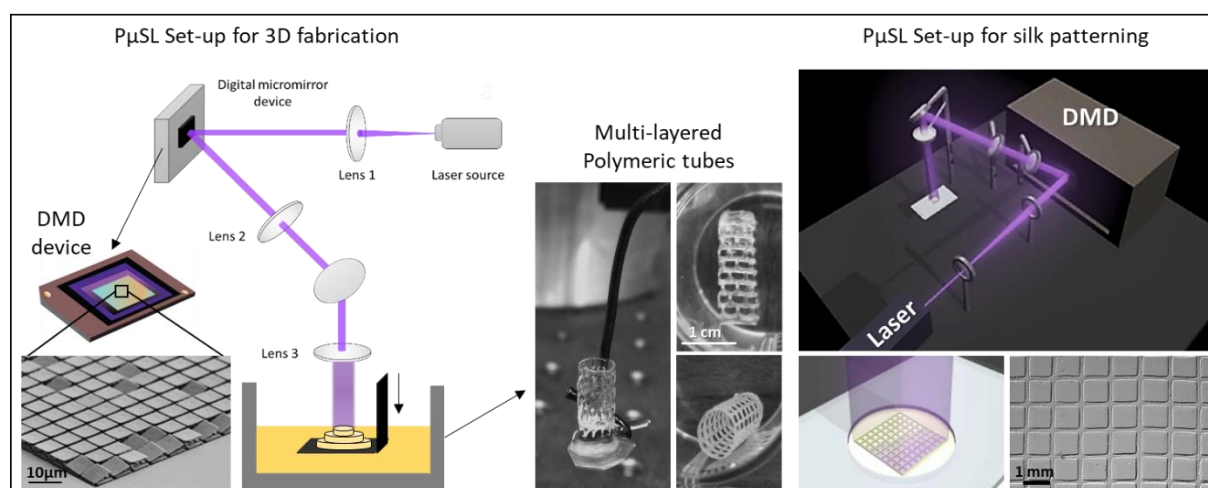 PµSL Set-up for 3D fabrication
Digital micromirror
device
Lens 1
Laser source
DMD
device
Lens 2
Lens 3
10µm
Multi-layered
Polymeric tubes
1 cm
PµSL Set-up for silk patterning
DMD
Laser
1 mm